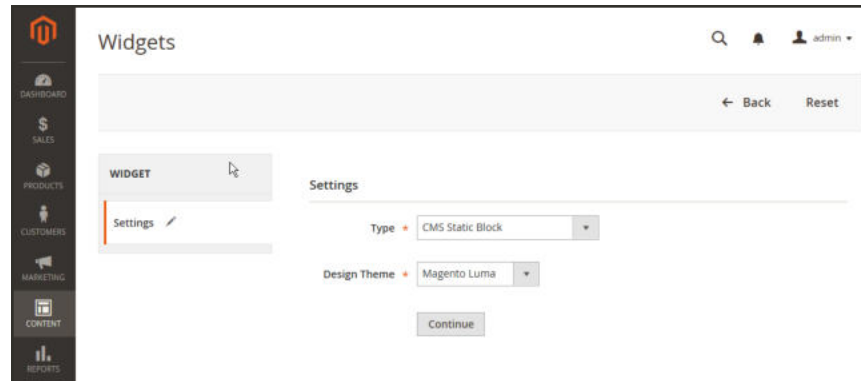 Widgets
admin
DASHBOARD
SALES
PRODUCTS
CUSTOMERS
MARKETING
CONTENT
REPORTS
Back
Reset
WIDGET
Settings
Settings
Type * CMS Static Block
Design Theme * Magento Luma
Continue